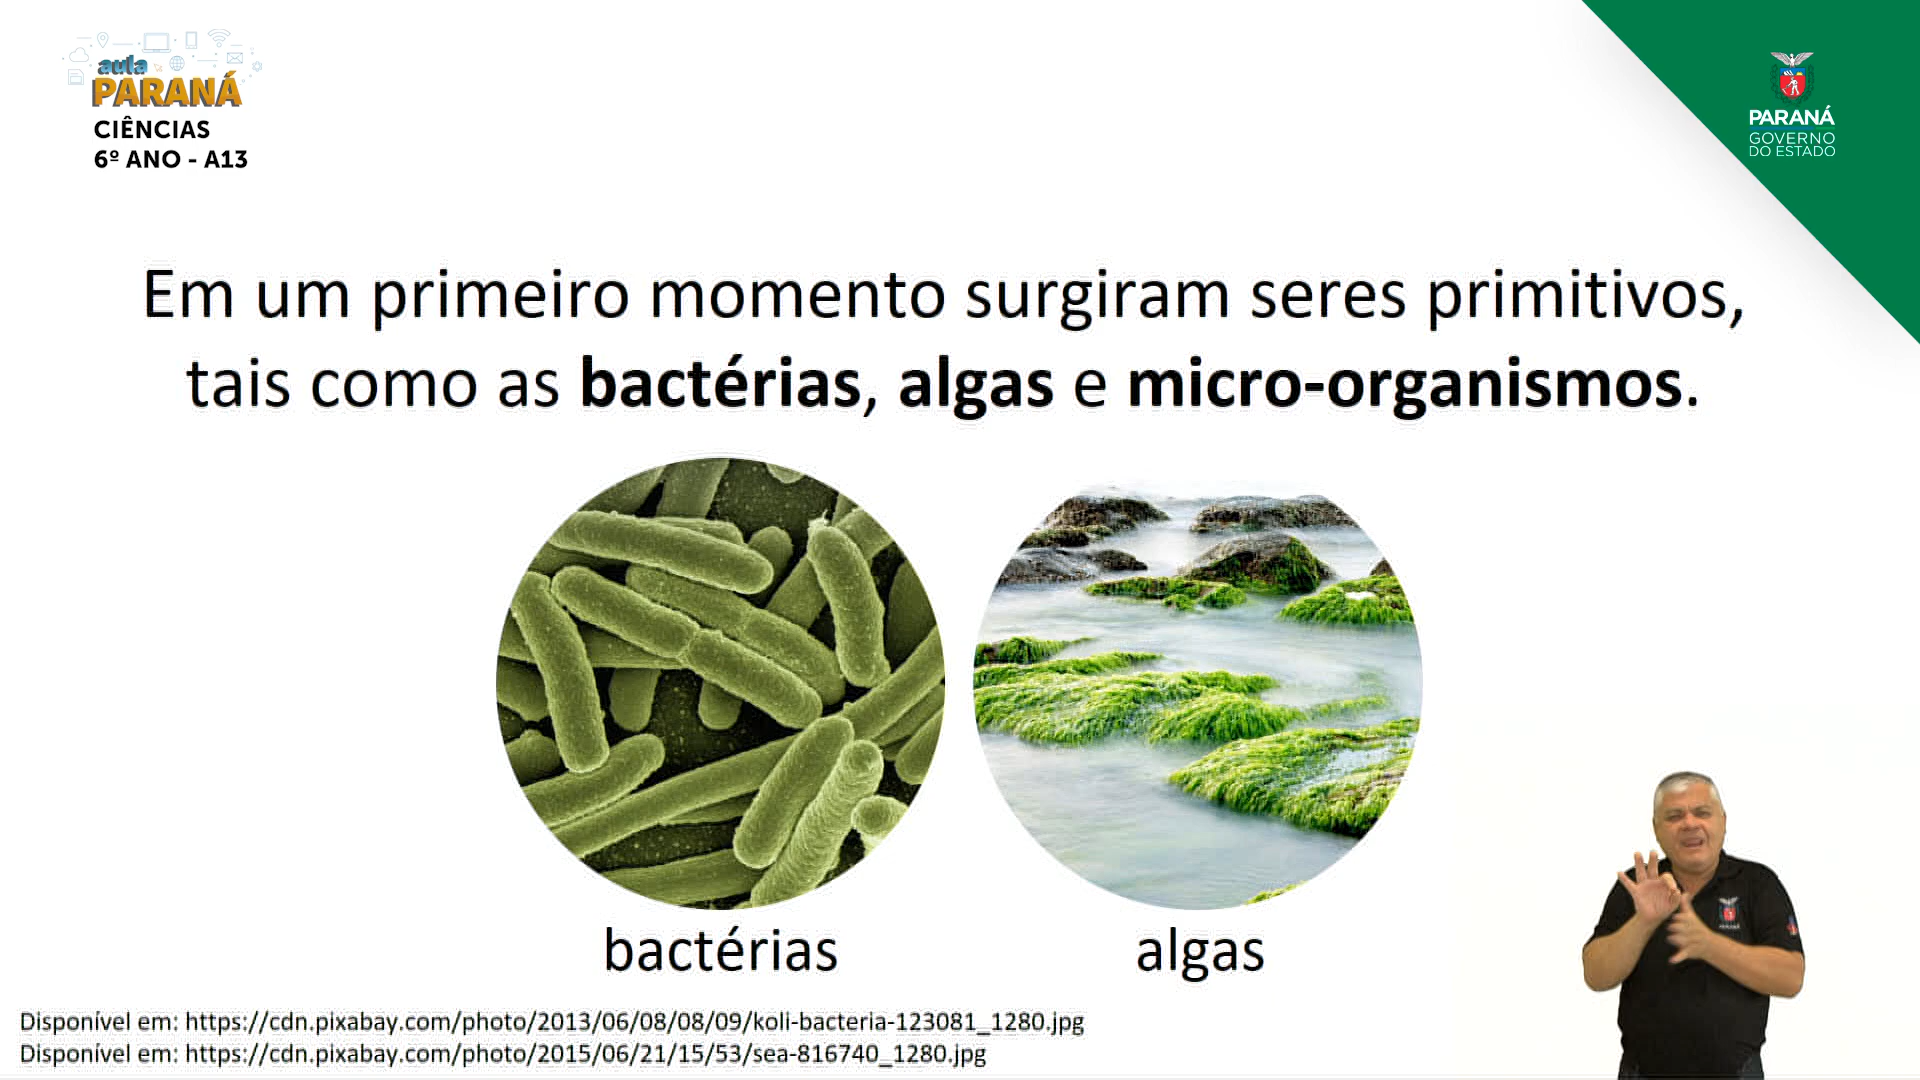 aula
PARANÁ
CIÊNCIAS
6º ANO - A13
PARANÁ
GOVERNO
DO ESTADO
Em um primeiro momento surgiram seres primitivos,
tais como as bactérias, algas e micro-organismos.
bactérias
algas
Disponível em: https://cdn.pixabay.com/photo/2013/06/08/08/09/koli-bacteria-123081_1280.jpg
Disponível em: https://cdn.pixabay.com/photo/2015/06/21/15/53/sea-816740_1280.jpg